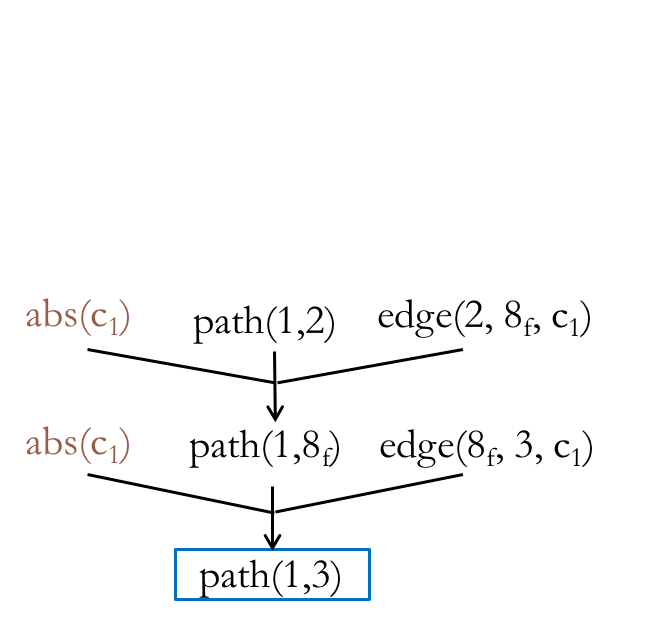 abs(c₁) path(1,2) edge(2, 8f, c₁)
abs(c₁) path(1,8f) edge(8f, 3, c₁)
path(1,3)